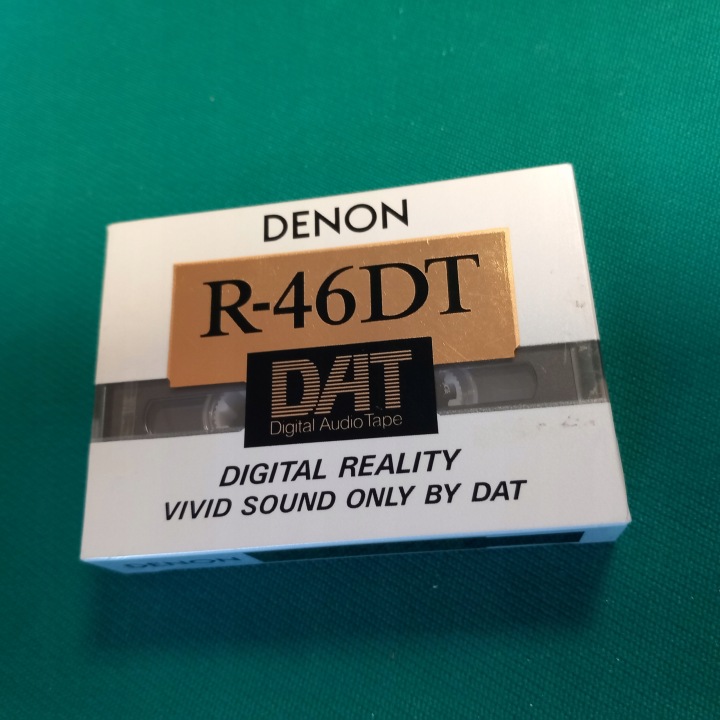 DENON
R-46DT
DAT
Digital Audio Tape
DIGITAL REALITY
VIVID SOUND ONLY BY DAT
DENON